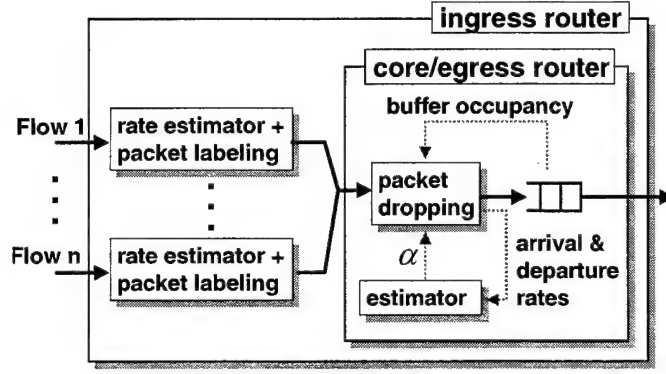 ingress router
core/egress router
buffer occupancy
Flow 1
rate estimator +
packet labeling
packet
dropping
Flow n
rate estimator +
packet labeling
α
estimator
arrival &
departure
rates